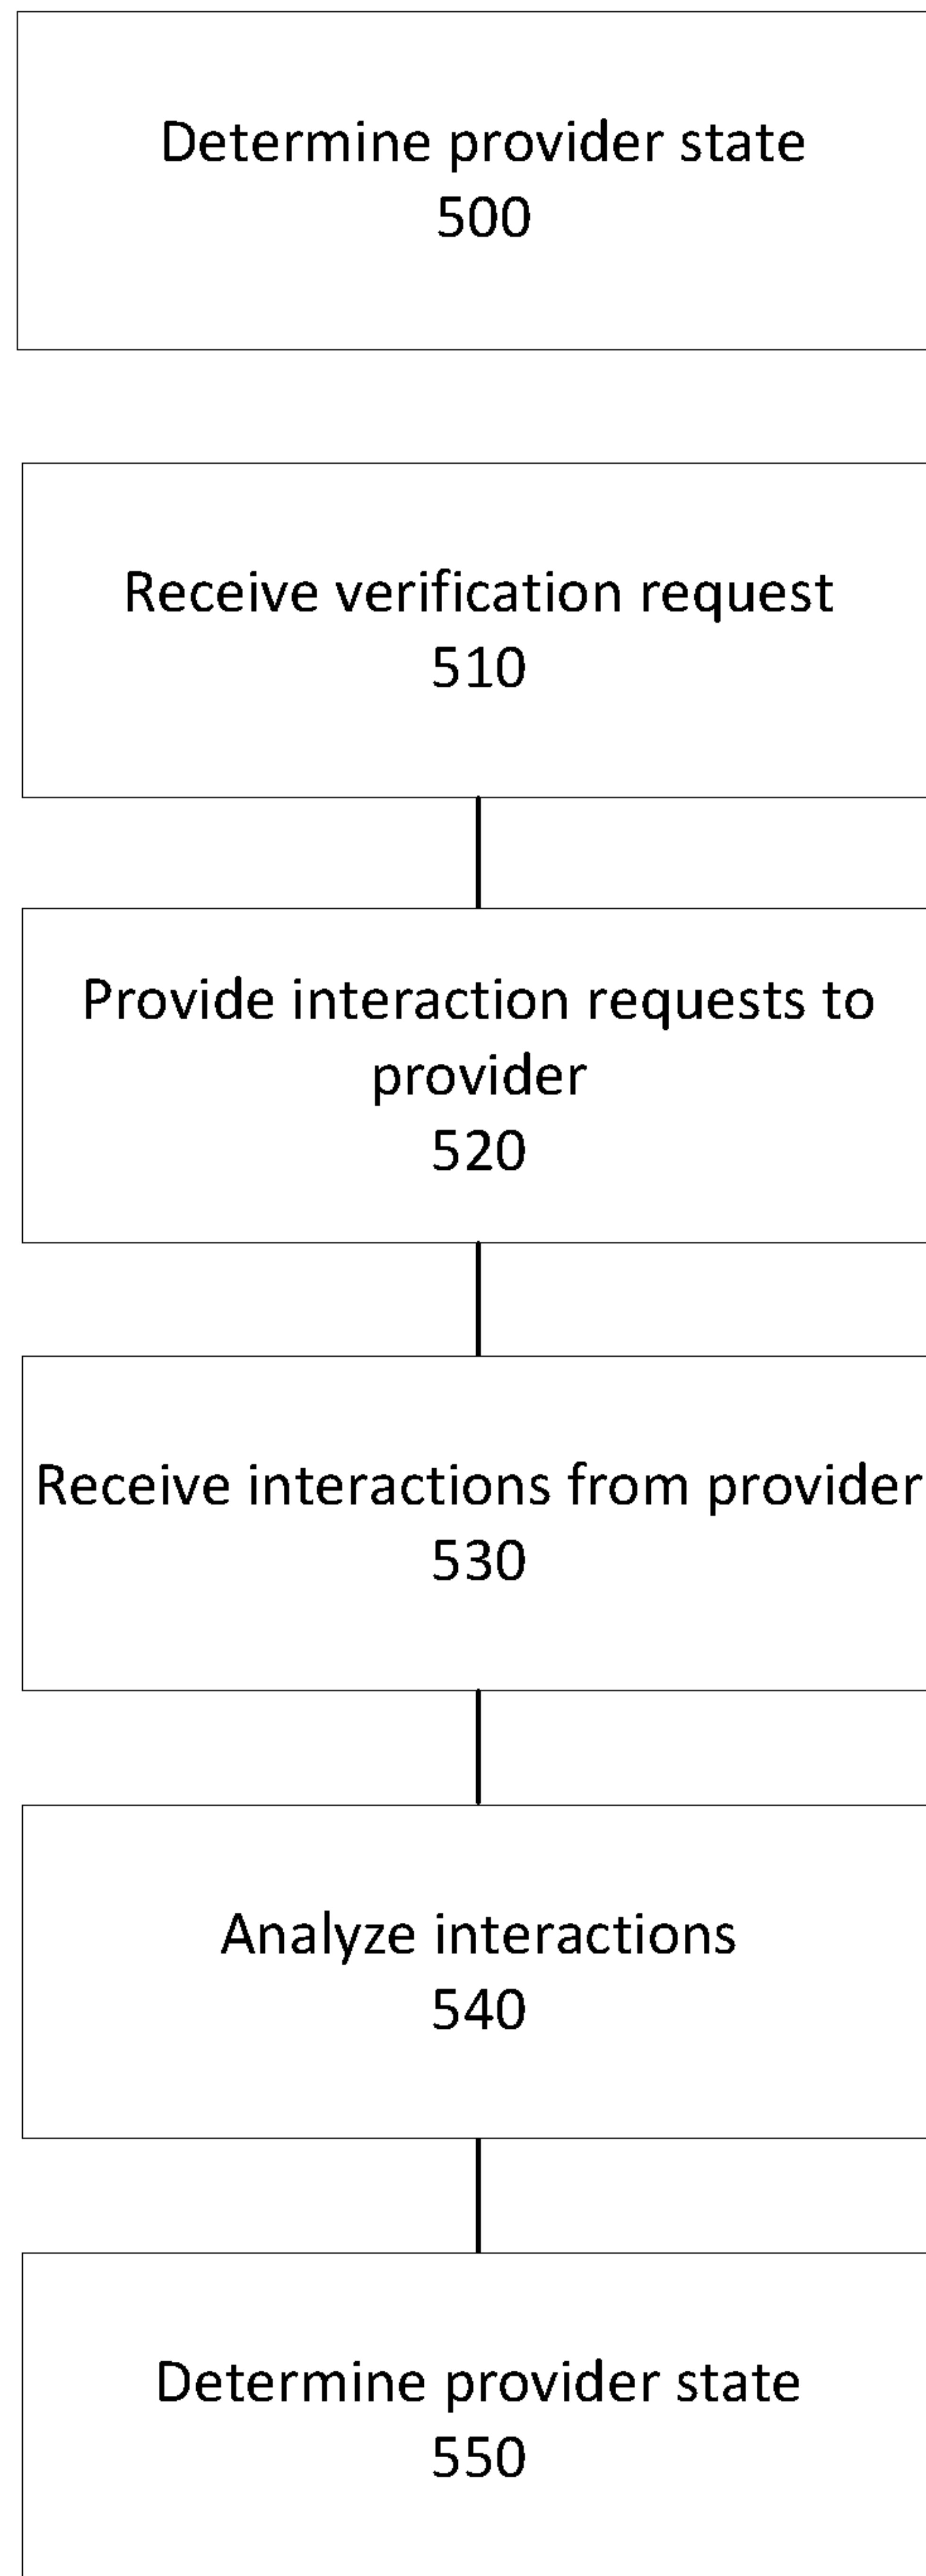 Determine provider state
500
Receive verification request
510
Provide interaction requests to
provider
520
Receive interactions from provider
530
Analyze interactions
540
Determine provider state
550